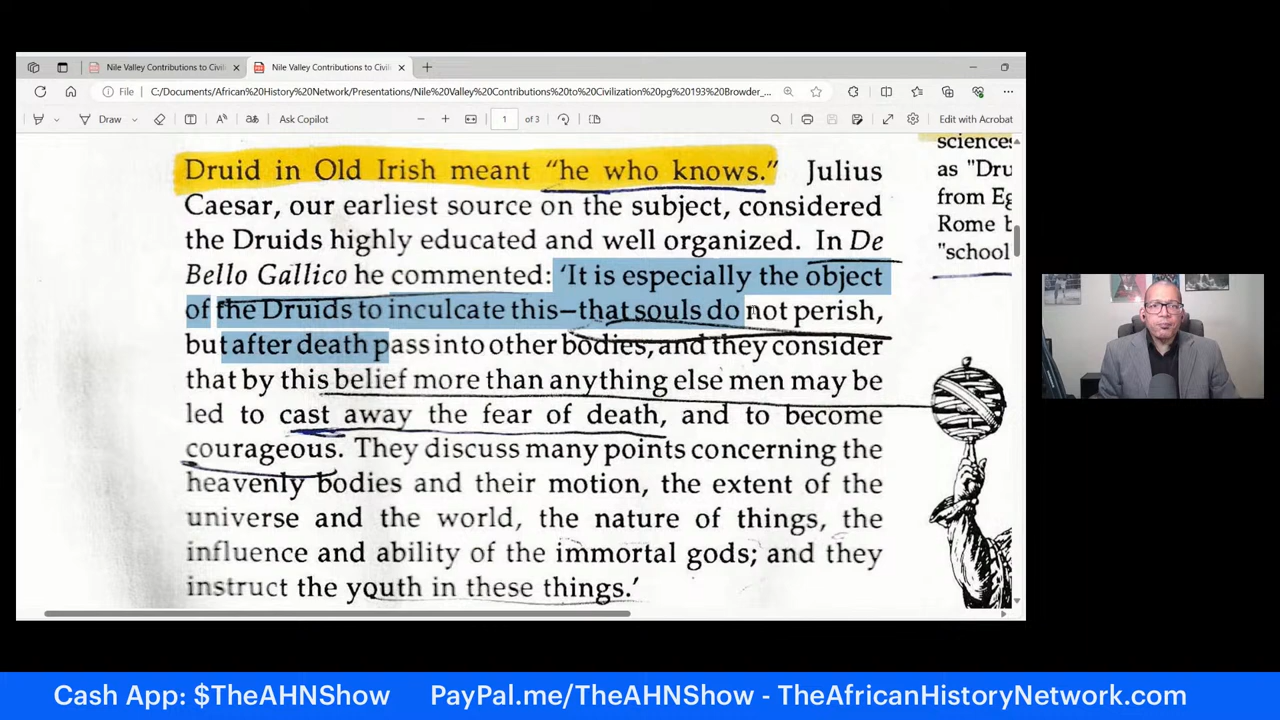 Nile Valley Contributions to Civil
Nile Valley Contributions to Civil
File
C:/Documents/African%20History%20Network/Presentations/Nile%20Valley%20Contributions%20to%20Civilization%20pg%20193%20Browder_...
Draw
Ask Copilot
1 of 3
Edit with Acrobat
Druid in Old Irish meant “he who knows.” Julius
Caesar, our earliest source on the subject, considered
the Druids highly educated and well organized. In De
Bello Gallico he commented: ‘It is especially the object
of the Druids to inculcate this—that souls do not perish,
but after death pass into other bodies, and they consider
that by this belief more than anything else men may be
led to cast away the fear of death, and to become
courageous. They discuss many points concerning the
heavenly bodies and their motion, the extent of the
universe and the world, the nature of things, the
influence and ability of the immortal gods; and they
instruct the youth in these things.’
sciences
as "Dru
from Eg
Rome b
"school
Cash App: $TheAHNShow PayPal.me/TheAHNShow - TheAfricanHistoryNetwork.com